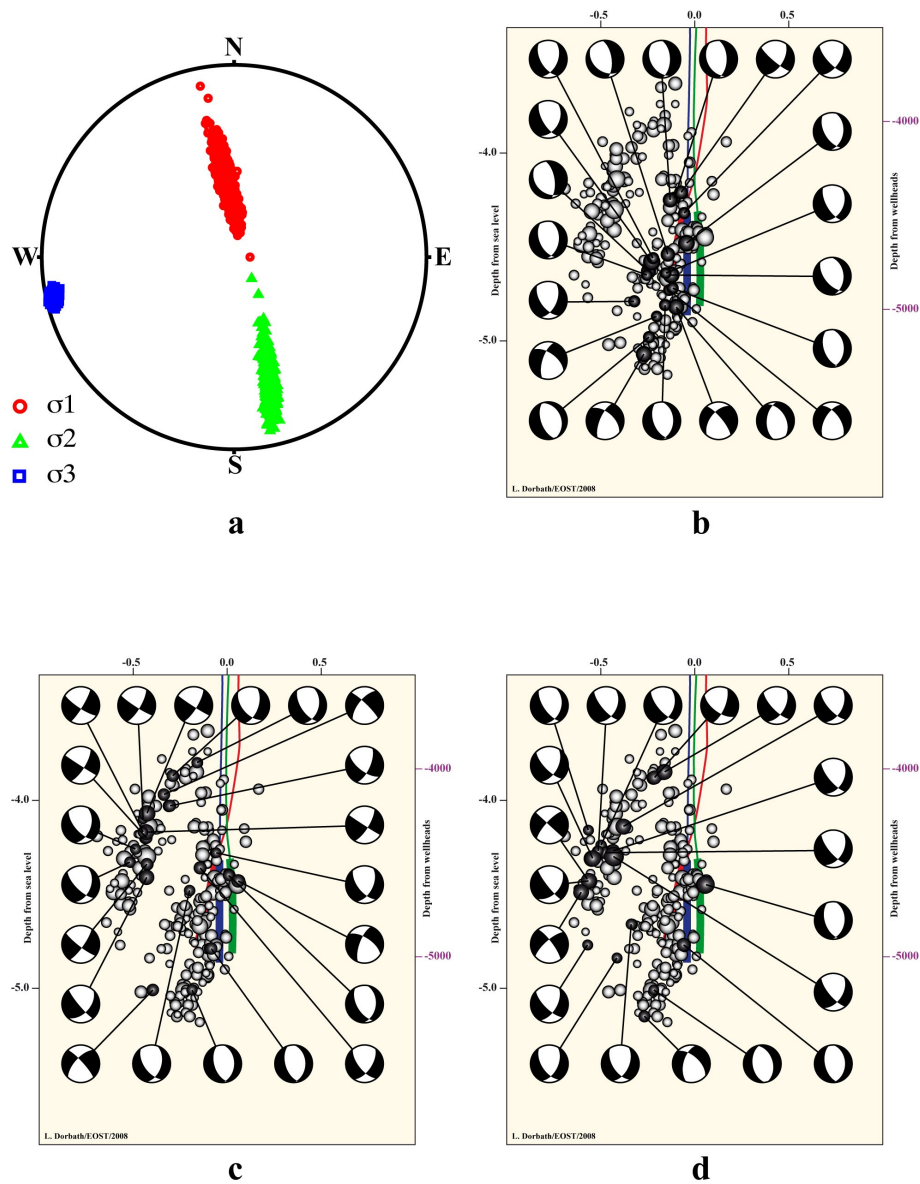 N
W
E
S
σ1
σ2
σ3
a
-0.5 0.0 0.5
-4.0
-5.0
Depth from sea level
-4000
-5000
Depth from wellheads
L. Dorbath/EOST/2008
b
-0.5 0.0 0.5
-4.0
-5.0
Depth from sea level
-4000
-5000
Depth from wellheads
L. Dorbath/EOST/2008
c
-0.5 0.0 0.5
-4.0
-5.0
Depth from sea level
-4000
-5000
Depth from wellheads
L. Dorbath/EOST/2008
d